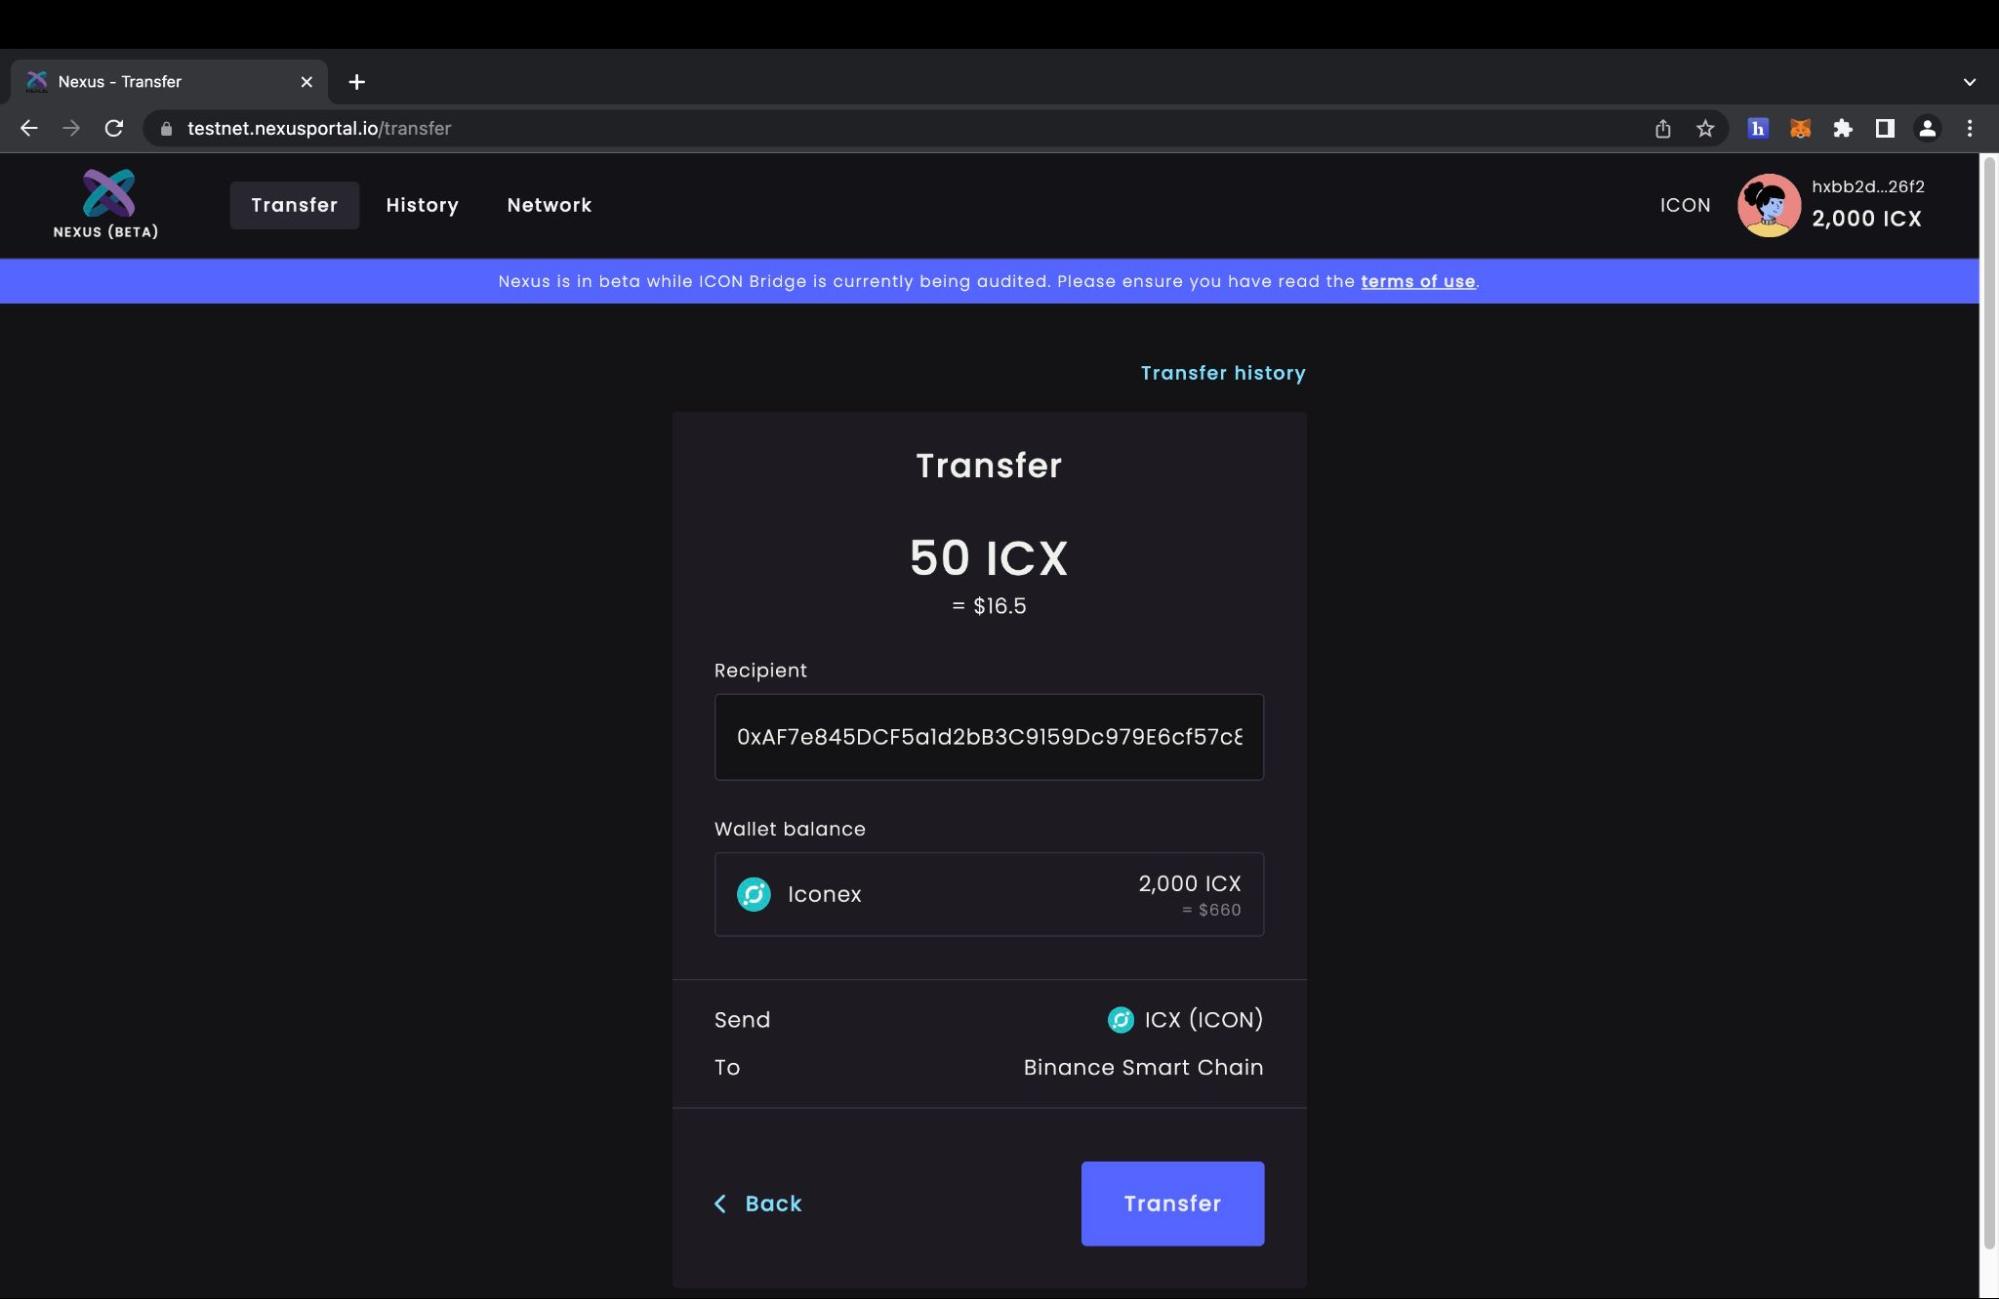 Nexus - Transfer
testnet.nexusportal.io/transfer
NEXUS (BETA)
Transfer
History
Network
ICON
hxbb2d...26f2
2,000 ICX
Nexus is in beta while ICON Bridge is currently being audited. Please ensure you have read the terms of use.
Transfer history
Transfer
50 ICX
= $16.5
Recipient
0xAF7e845DCF5a1d2bB3C9159Dc979E6cf57c8
Wallet balance
Iconex
2,000 ICX
= $660
Send
ICX (ICON)
To
Binance Smart Chain
Back
Transfer